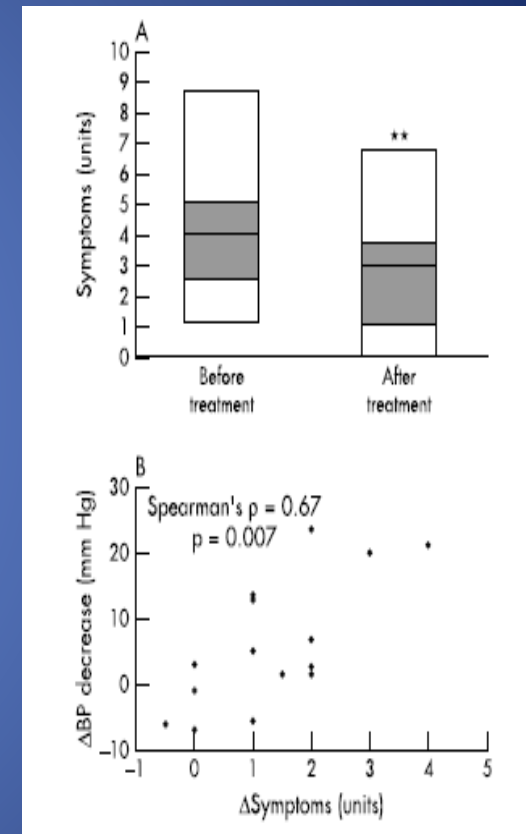 A
10
9
8
7
6
5
4
3
2
1
0
Symptoms (units)
**
Before
treatment
After
treatment
B
30
20
10
0
–10
ΔBP decrease (mm Hg)
Spearman's ρ = 0.67
p = 0.007
–1 0 1 2 3 4 5
ΔSymptoms (units)